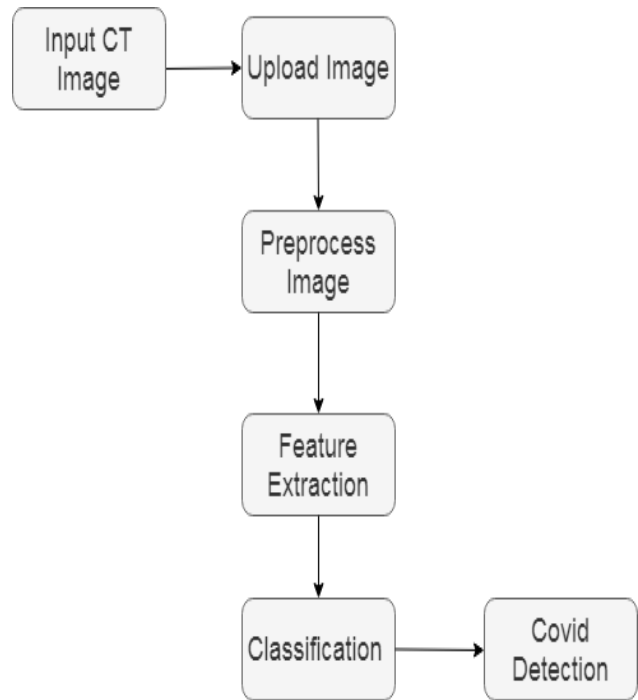 Input CT
Image
Upload Image
Preprocess
Image
Feature
Extraction
Classification
Covid
Detection